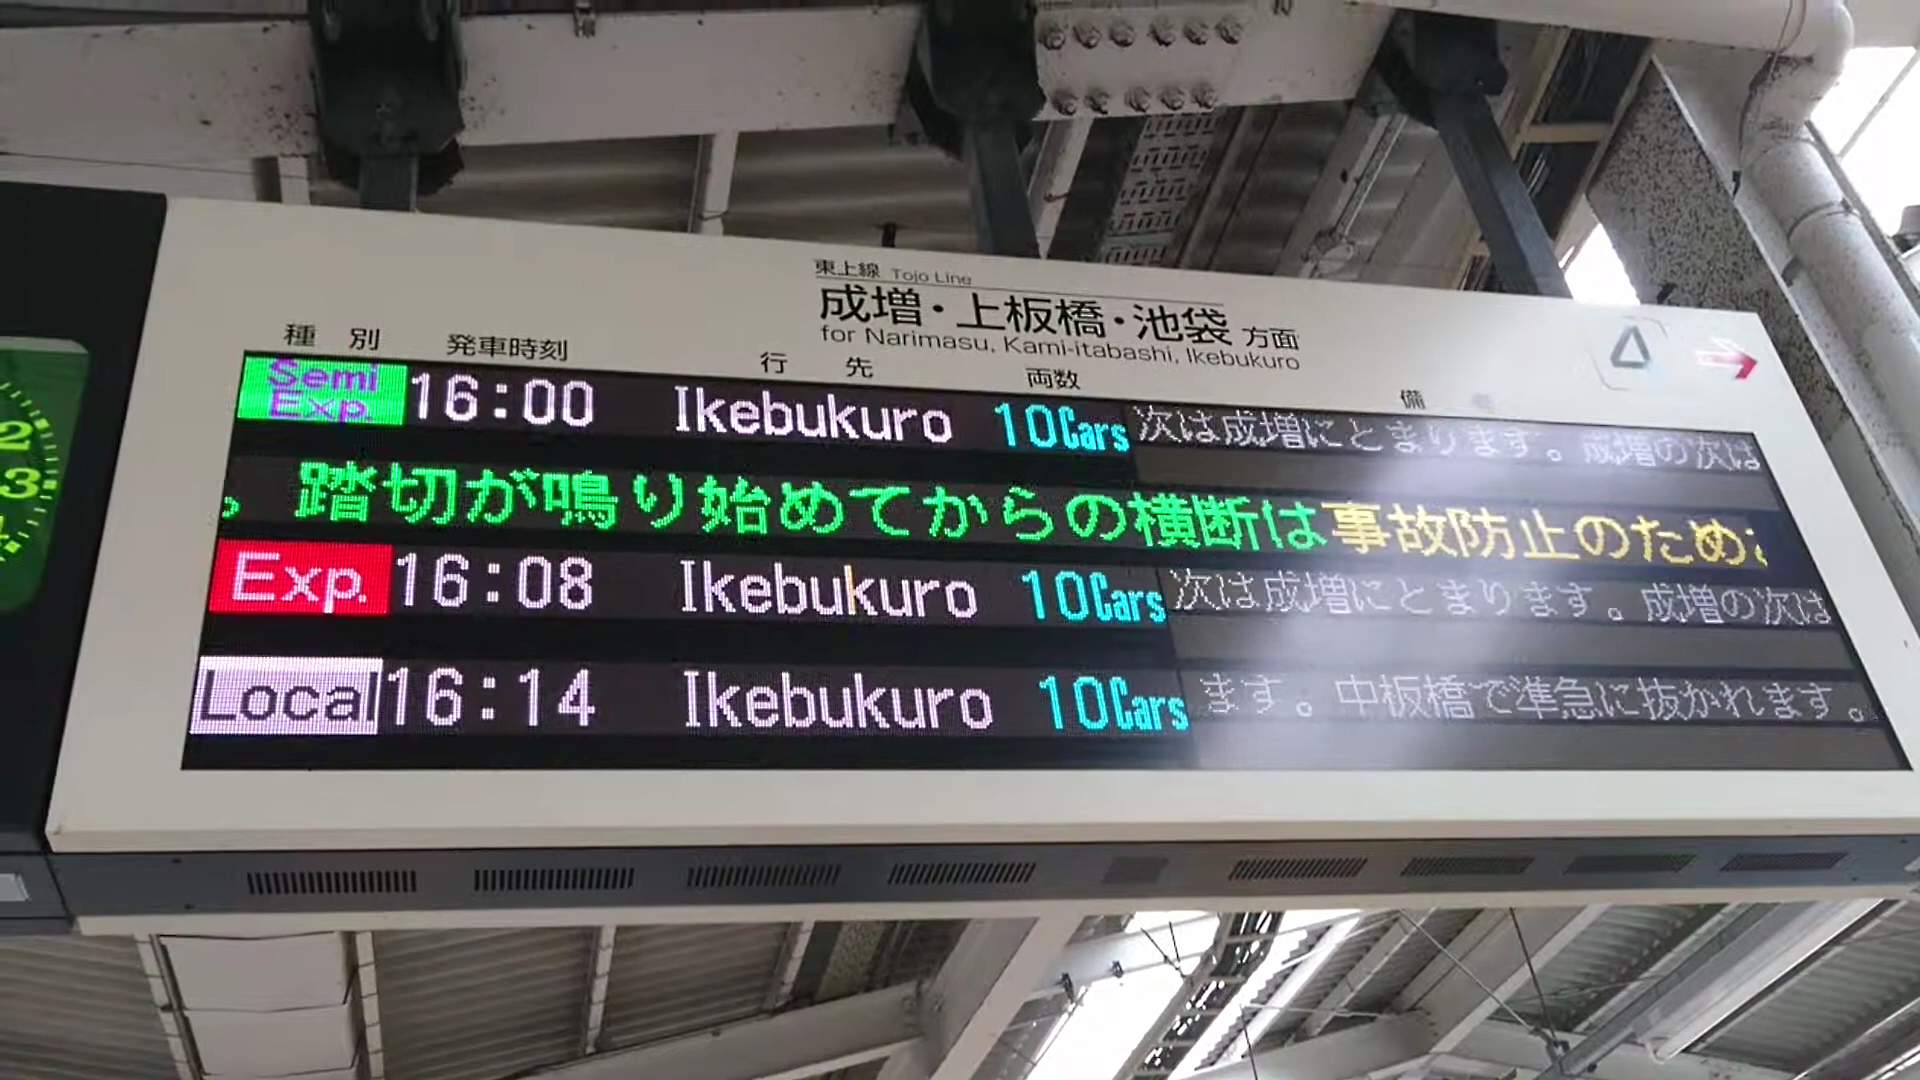 東上線 Tojo Line
成増・上板橋・池袋 方面
for Narimasu, Kami-itabashi, Ikebukuro
4
種別 発車時刻 行先 両数 備
Semi Exp. 16:00 Ikebukuro 10Cars 次は成増にとまります。成増の次は
。踏切が鳴り始めてからの横断は事故防止のため
Exp. 16:08 Ikebukuro 10Cars 次は成増にとまります。成増の次は
Local 16:14 Ikebukuro 10Cars ます。中板橋で準急に抜かれます。
2
3
4